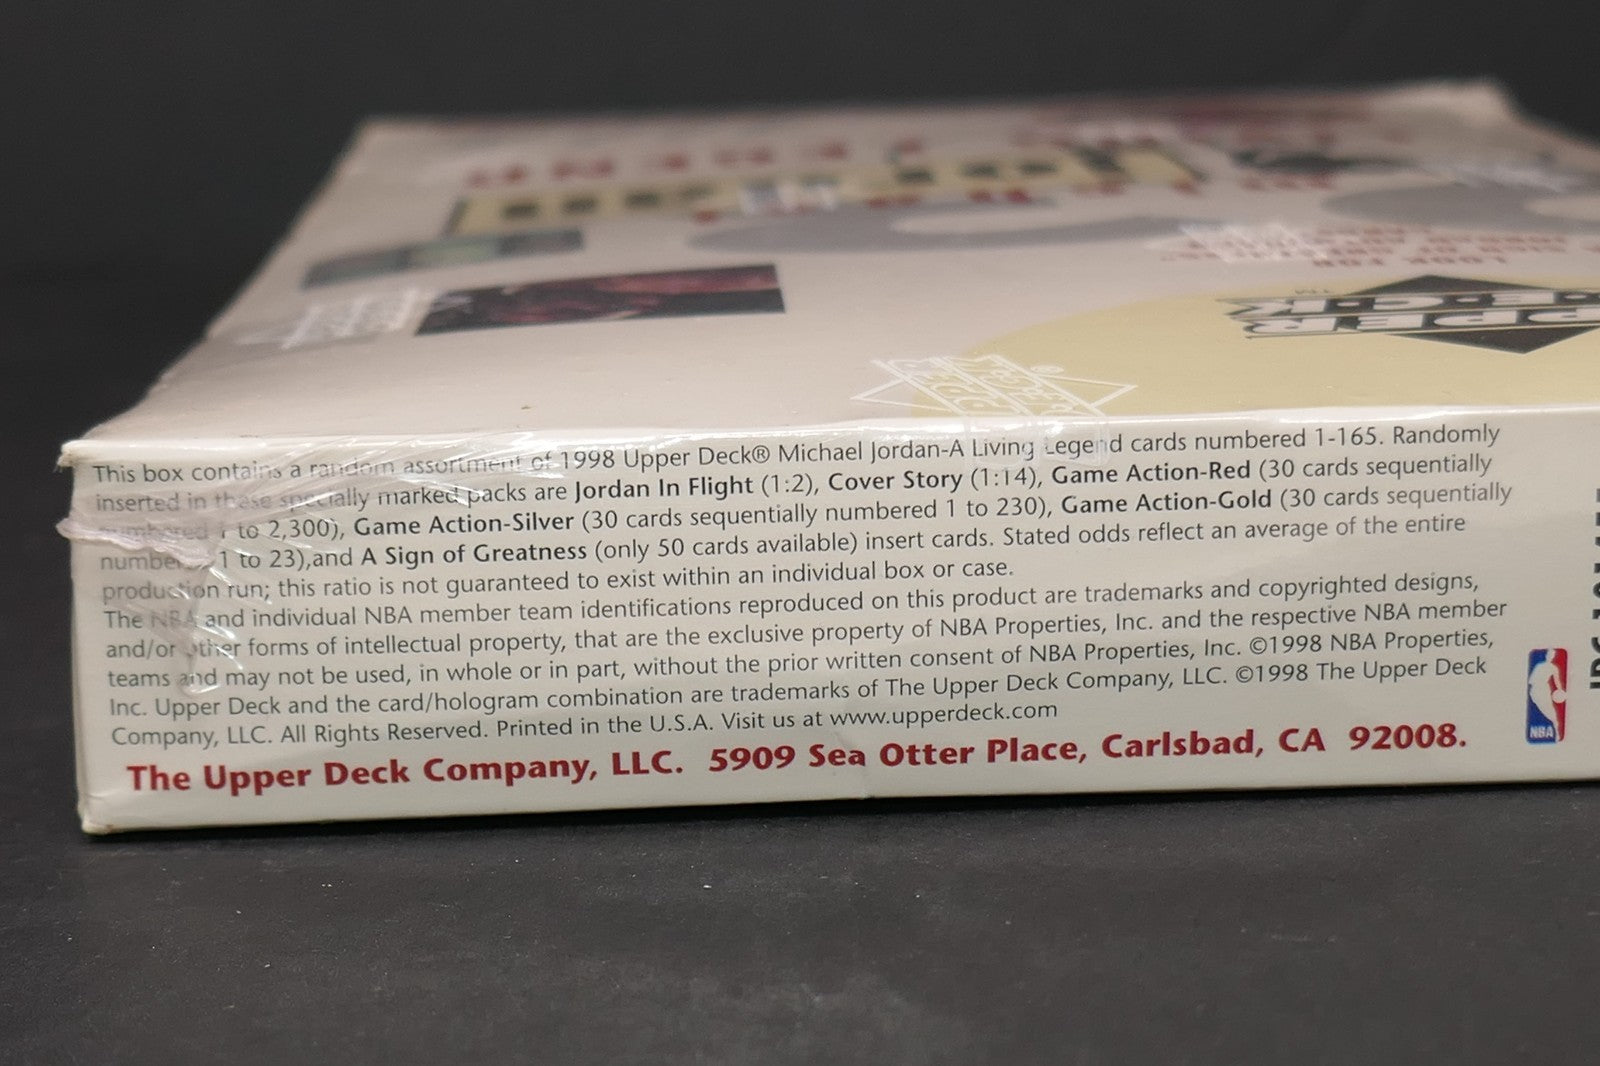 This box contains a random assortment of 1998 Upper Deck® Michael Jordan-A Living Legend cards numbered 1-165. Randomly
inserted in these specially marked packs are Jordan In Flight (1:2), Cover Story (1:14), Game Action-Red (30 cards sequentially
numbered 1 to 2,300), Game Action-Silver (30 cards sequentially numbered 1 to 230), Game Action-Gold (30 cards sequentially
numbered 1 to 23),and A Sign of Greatness (only 50 cards available) insert cards. Stated odds reflect an average of the entire
production run; this ratio is not guaranteed to exist within an individual box or case.
The NBA and individual NBA member team identifications reproduced on this product are trademarks and copyrighted designs,
and/or other forms of intellectual property, that are the exclusive property of NBA Properties, Inc. and the respective NBA member
teams and may not be used, in whole or in part, without the prior written consent of NBA Properties, Inc. ©1998 NBA Properties,
Inc. Upper Deck and the card/hologram combination are trademarks of The Upper Deck Company, LLC. ©1998 The Upper Deck
Company, LLC. All Rights Reserved. Printed in the U.S.A. Visit us at www.upperdeck.com
The Upper Deck Company, LLC. 5909 Sea Otter Place, Carlsbad, CA 92008.
NBA
LOOK FOR